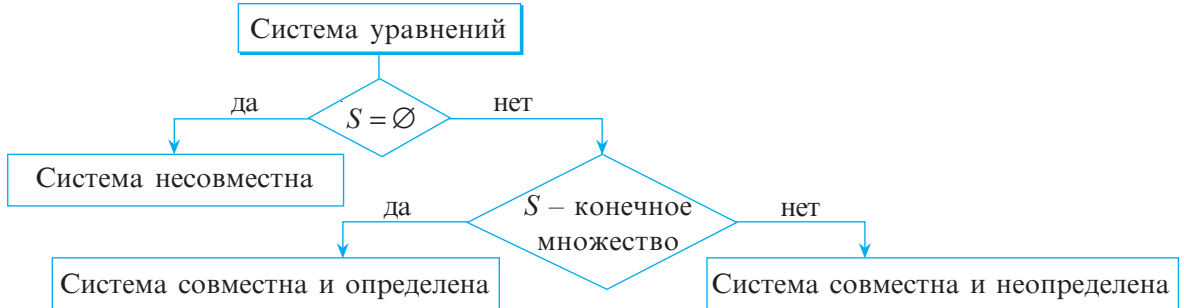 Система уравнений
да
нет
S = ∅
Система несовместна
да
S – конечное
множество
нет
Система совместна и определена
Система совместна и неопределена